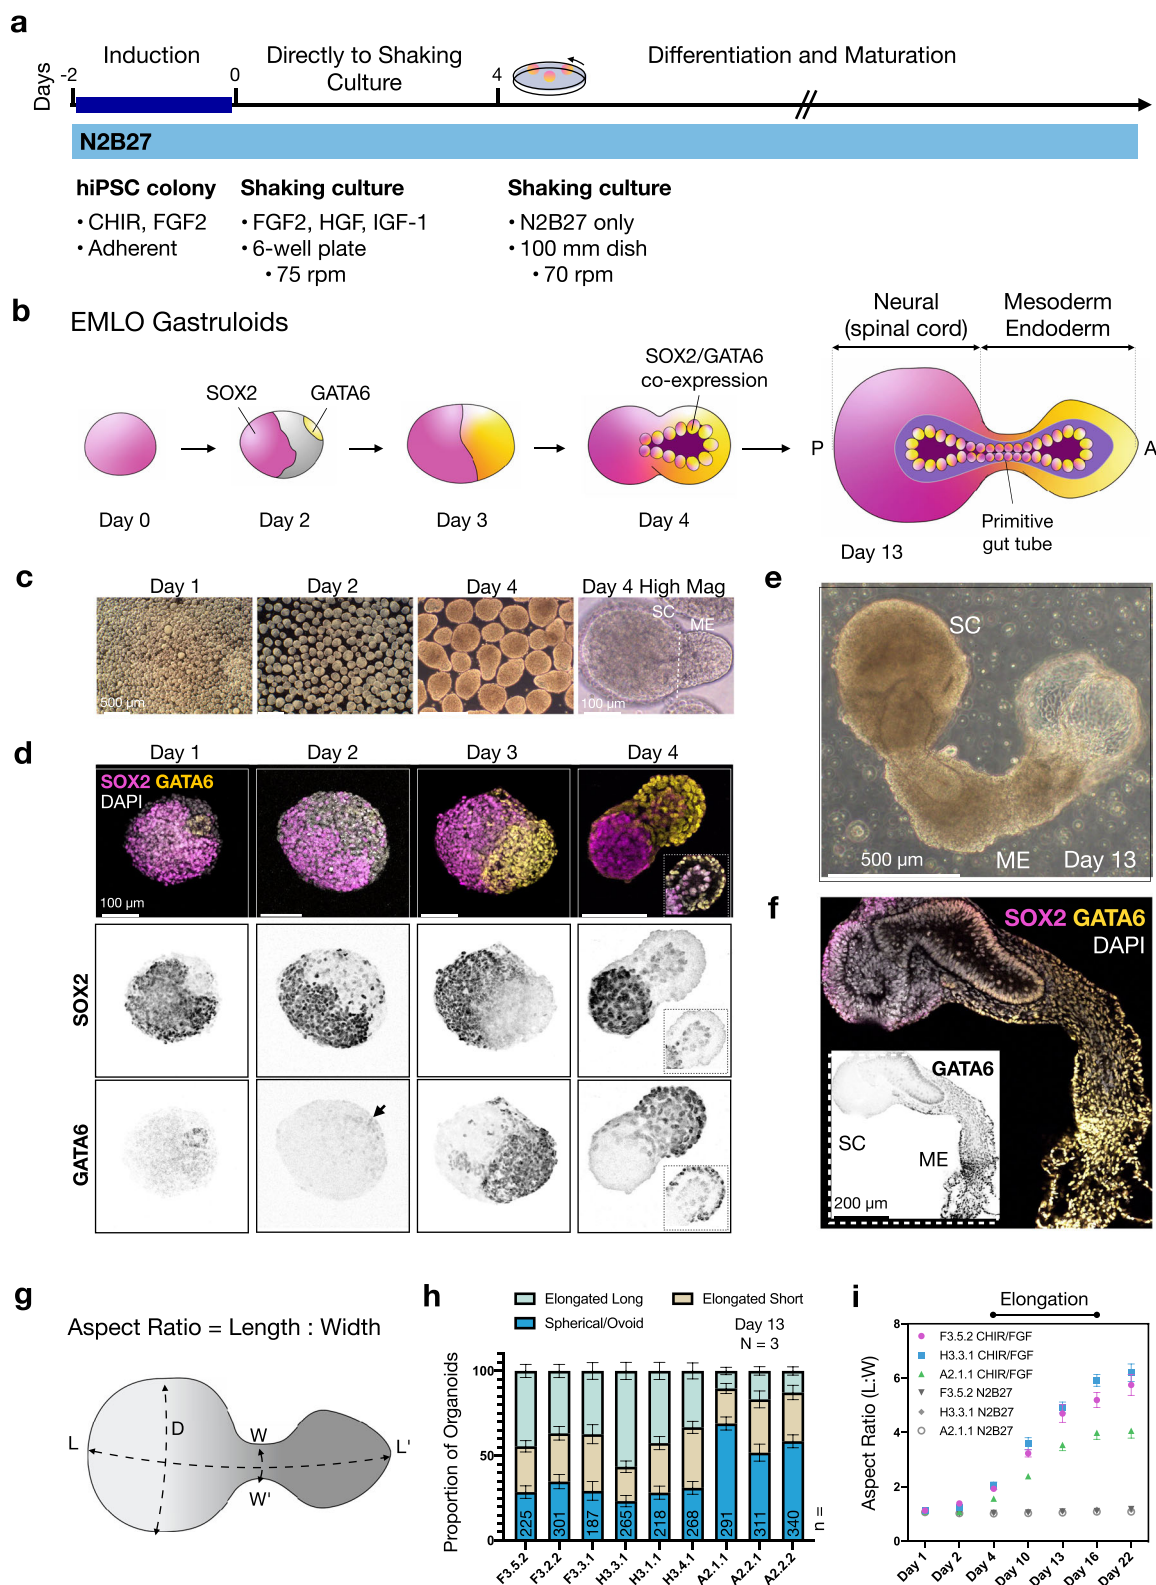 a
Induction
Directly to Shaking
Culture
Differentiation and Maturation
Days
-2
0
4
N2B27
hiPSC colony
• CHIR, FGF2
• Adherent
Shaking culture
• FGF2, HGF, IGF-1
• 6-well plate
• 75 rpm
Shaking culture
• N2B27 only
• 100 mm dish
• 70 rpm
b
EMLO Gastruloids
Neural
(spinal cord)
Mesoderm
Endoderm
SOX2
GATA6
SOX2/GATA6
co-expression
P
A
Primitive
gut tube
Day 0
Day 2
Day 3
Day 4
Day 13
c
Day 1
Day 2
Day 4
Day 4 High Mag
SC
ME
500 µm
100 µm
d
Day 1
Day 2
Day 3
Day 4
SOX2 GATA6
DAPI
100 µm
SOX2
GATA6
e
SC
ME
Day 13
500 µm
f
SOX2 GATA6
DAPI
GATA6
SC
ME
200 µm
g
Aspect Ratio = Length : Width
L
D
W
W'
L'
h
Elongated Long
Elongated Short
Spherical/Ovoid
Day 13
N = 3
Proportion of Organoids
100
50
0
225
301
187
265
218
268
291
311
340
n =
F3.5.2
F3.2.2
F3.3.1
H3.3.1
H3.1.1
H3.4.1
A2.1.1
A2.2.1
A2.2.2
i
Elongation
Aspect Ratio (L:W)
8
6
4
2
0
F3.5.2 CHIR/FGF
H3.3.1 CHIR/FGF
A2.1.1 CHIR/FGF
F3.5.2 N2B27
H3.3.1 N2B27
A2.1.1 N2B27
Day 1
Day 2
Day 4
Day 10
Day 13
Day 16
Day 22